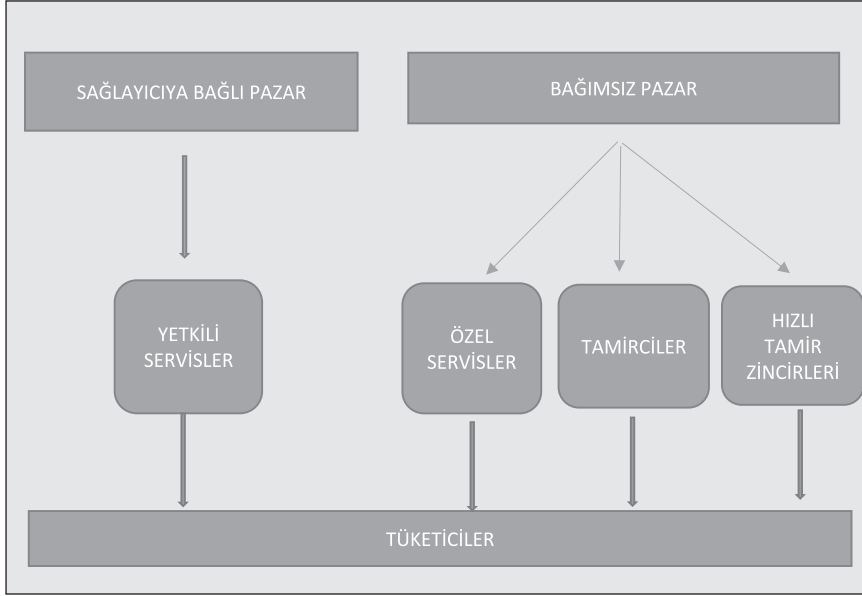 SAĞLAYICIYA BAĞLI PAZAR
BAĞIMSIZ PAZAR
YETKİLİ
SERVİSLER
ÖZEL
SERVİSLER
TAMİRCİLER
HIZLI
TAMİR
ZİNCİRLERİ
TÜKETİCİLER